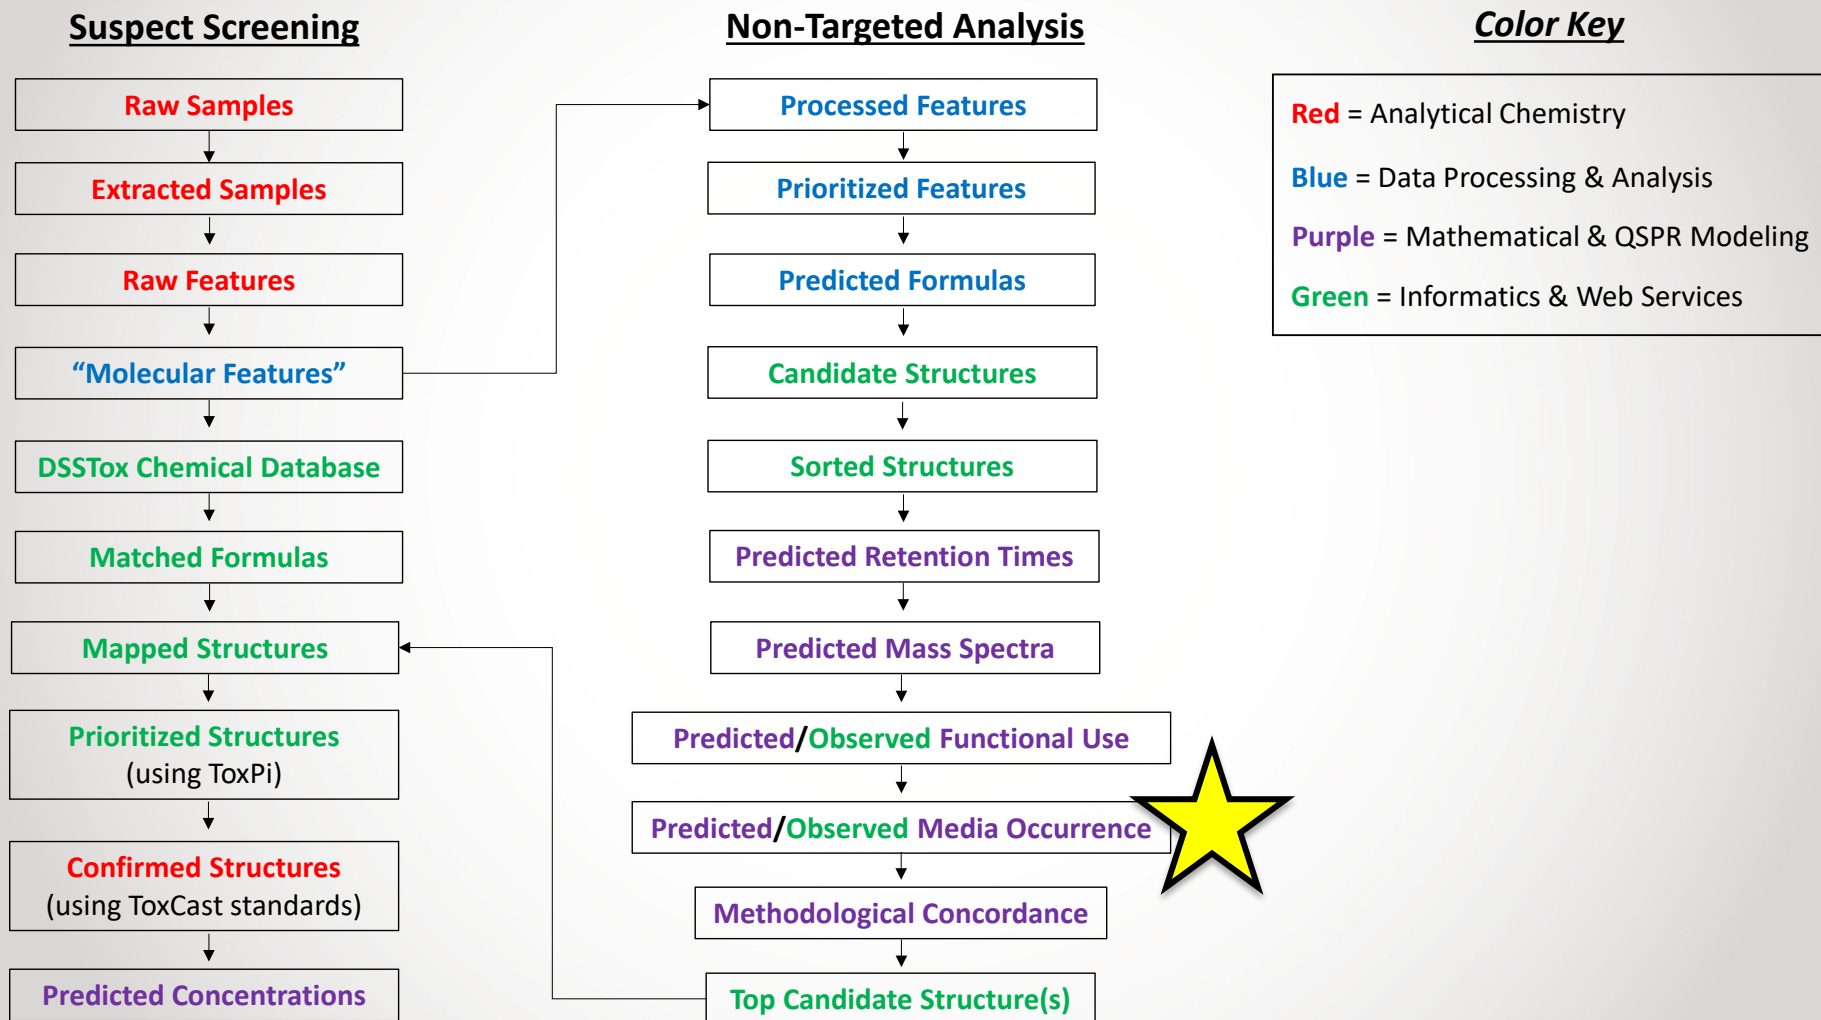 Suspect Screening
Raw Samples
Extracted Samples
Raw Features
“Molecular Features”
DSSTox Chemical Database
Matched Formulas
Mapped Structures
Prioritized Structures
(using ToxPi)
Confirmed Structures
(using ToxCast standards)
Predicted Concentrations
Non-Targeted Analysis
Processed Features
Prioritized Features
Predicted Formulas
Candidate Structures
Sorted Structures
Predicted Retention Times
Predicted Mass Spectra
Predicted/Observed Functional Use
Predicted/Observed Media Occurrence
Methodological Concordance
Top Candidate Structure(s)
Color Key
Red = Analytical Chemistry
Blue = Data Processing & Analysis
Purple = Mathematical & QSPR Modeling
Green = Informatics & Web Services